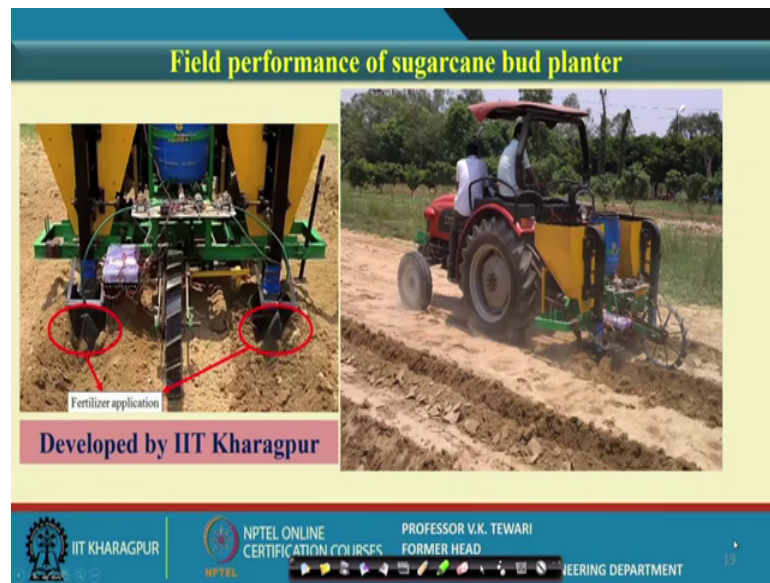 Field performance of sugarcane bud planter
Fertilizer application
Developed by IIT Kharagpur
IIT KHARAGPUR
NPTEL
NPTEL ONLINE
CERTIFICATION COURSES
PROFESSOR V.K. TEWARI
FORMER HEAD
NEERING DEPARTMENT
19